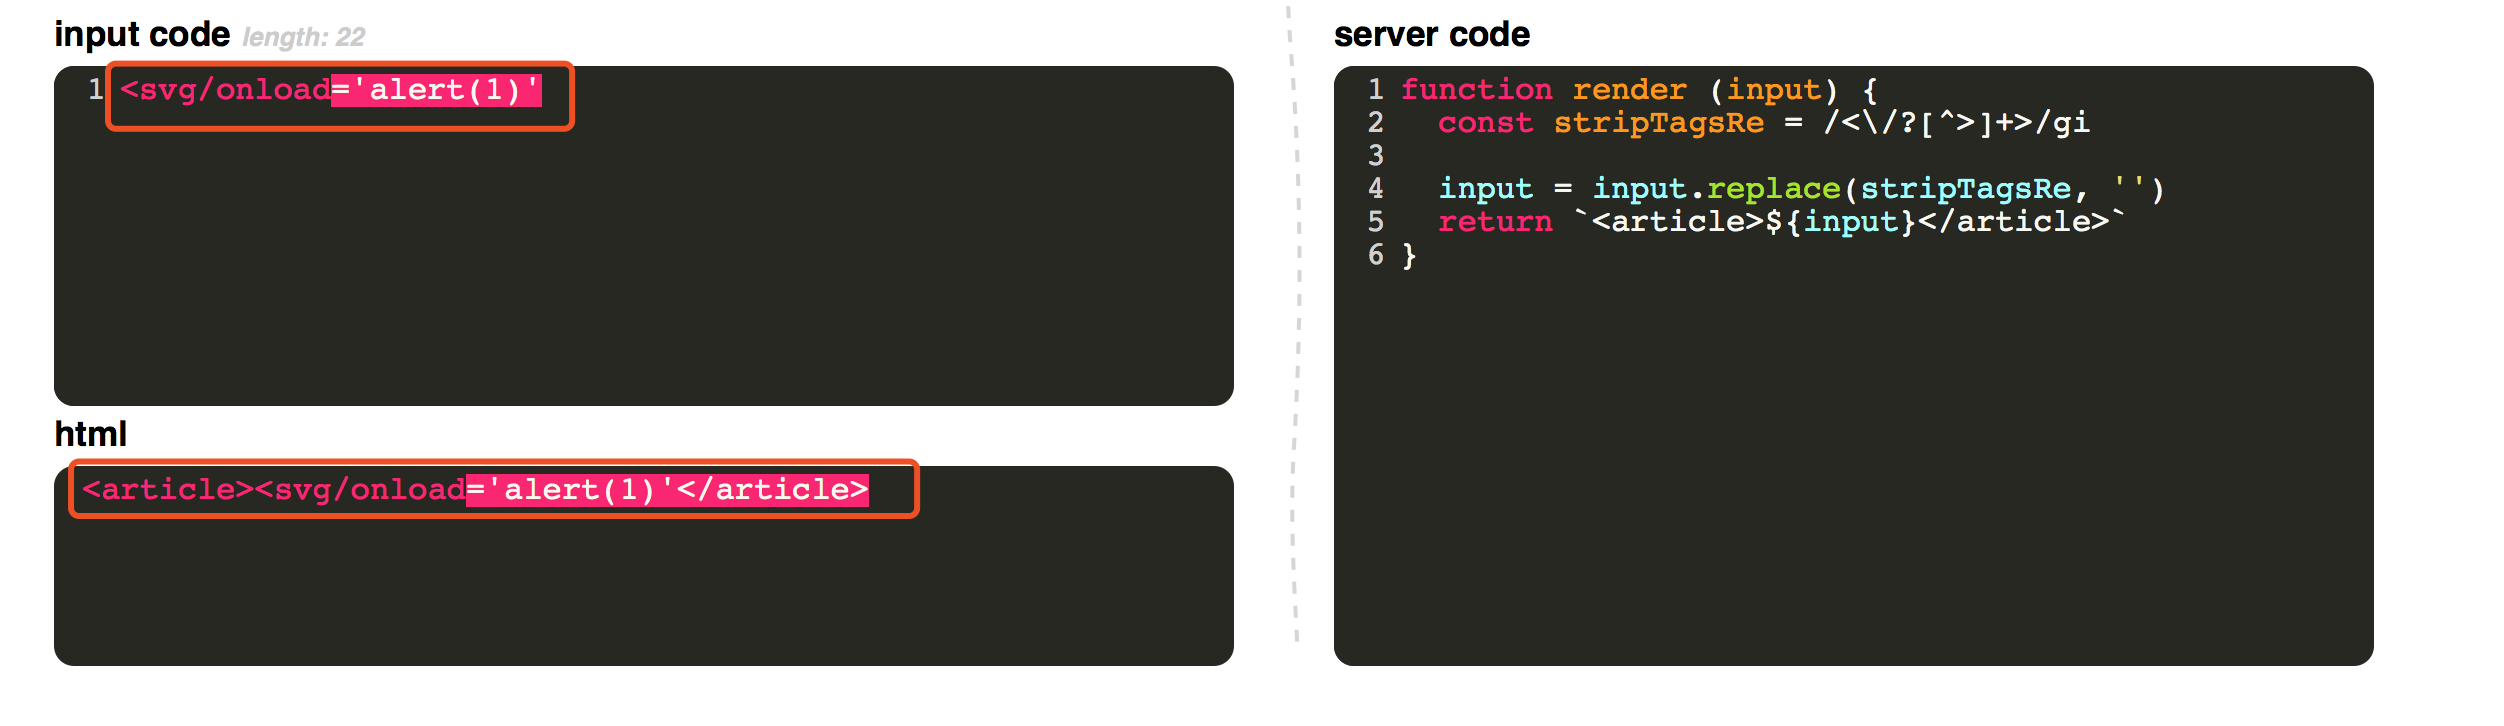 input code length: 22
1 <svg/onload='alert(1)'
html
<article><svg/onload='alert(1)'</article>
server code
1 function render (input) {
2   const stripTagsRe = /<\/?[^>]+>/gi
3
4   input = input.replace(stripTagsRe, '')
5   return `<article>${input}</article>`
6 }